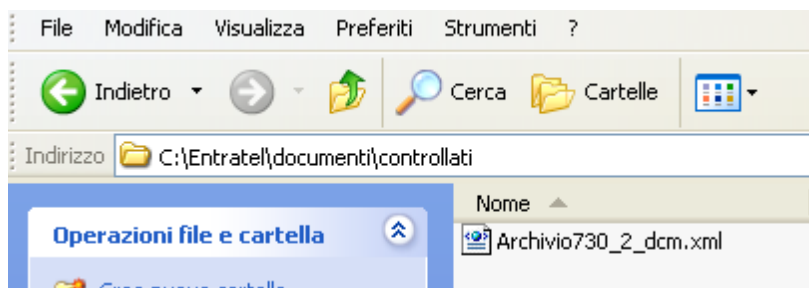 File Modifica Visualizza Preferiti Strumenti ?
Indietro Cerca Cartelle
Indirizzo C:\Entratel\documenti\controllati
Nome
Operazioni file e cartella
Archivio730_2_dcm.xml